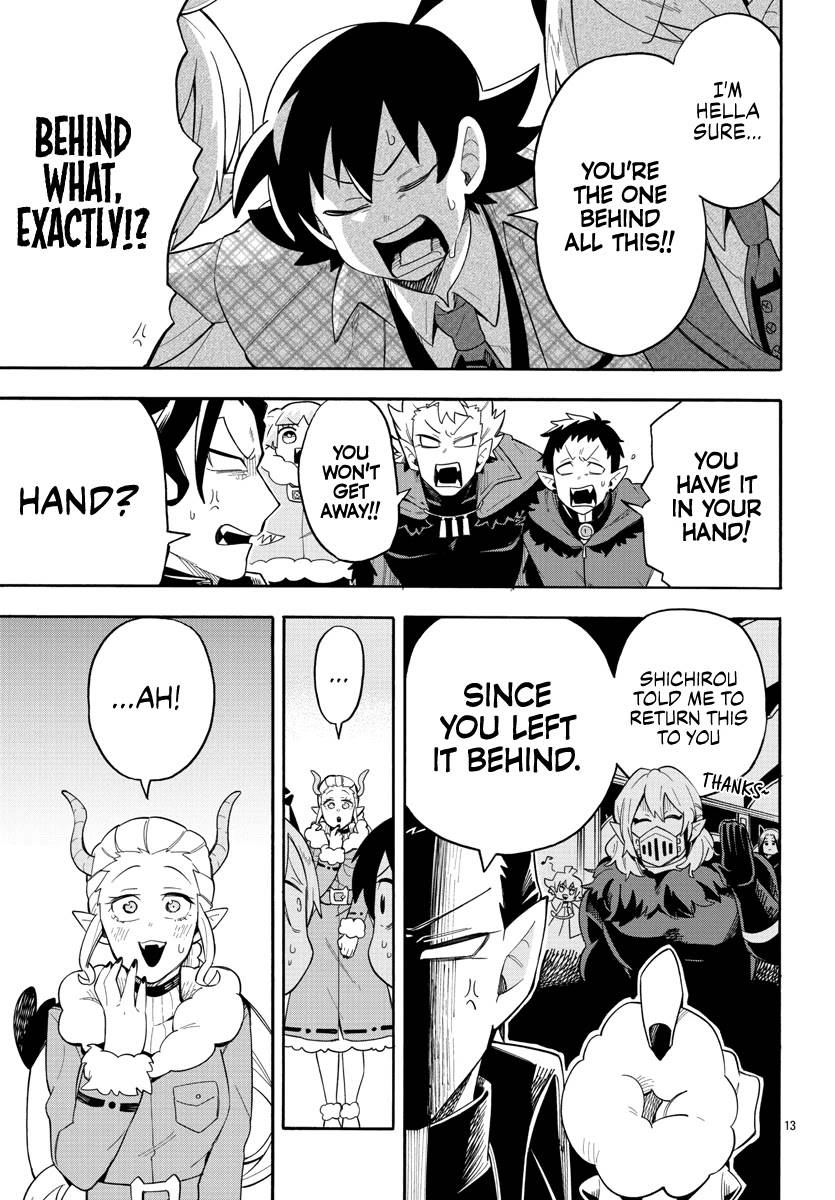 I'M
HELLA
SURE...
YOU'RE
THE ONE
BEHIND
ALL THIS!!
BEHIND
WHAT,
EXACTLY!?
YOU
HAVE IT
IN YOUR
HAND!
YOU
WON'T
GET
AWAY!!
HAND?
SHICHIROU
TOLD ME TO
RETURN THIS
TO YOU
THANKS~
SINCE
YOU LEFT
IT BEHIND.
...
...AH!
13